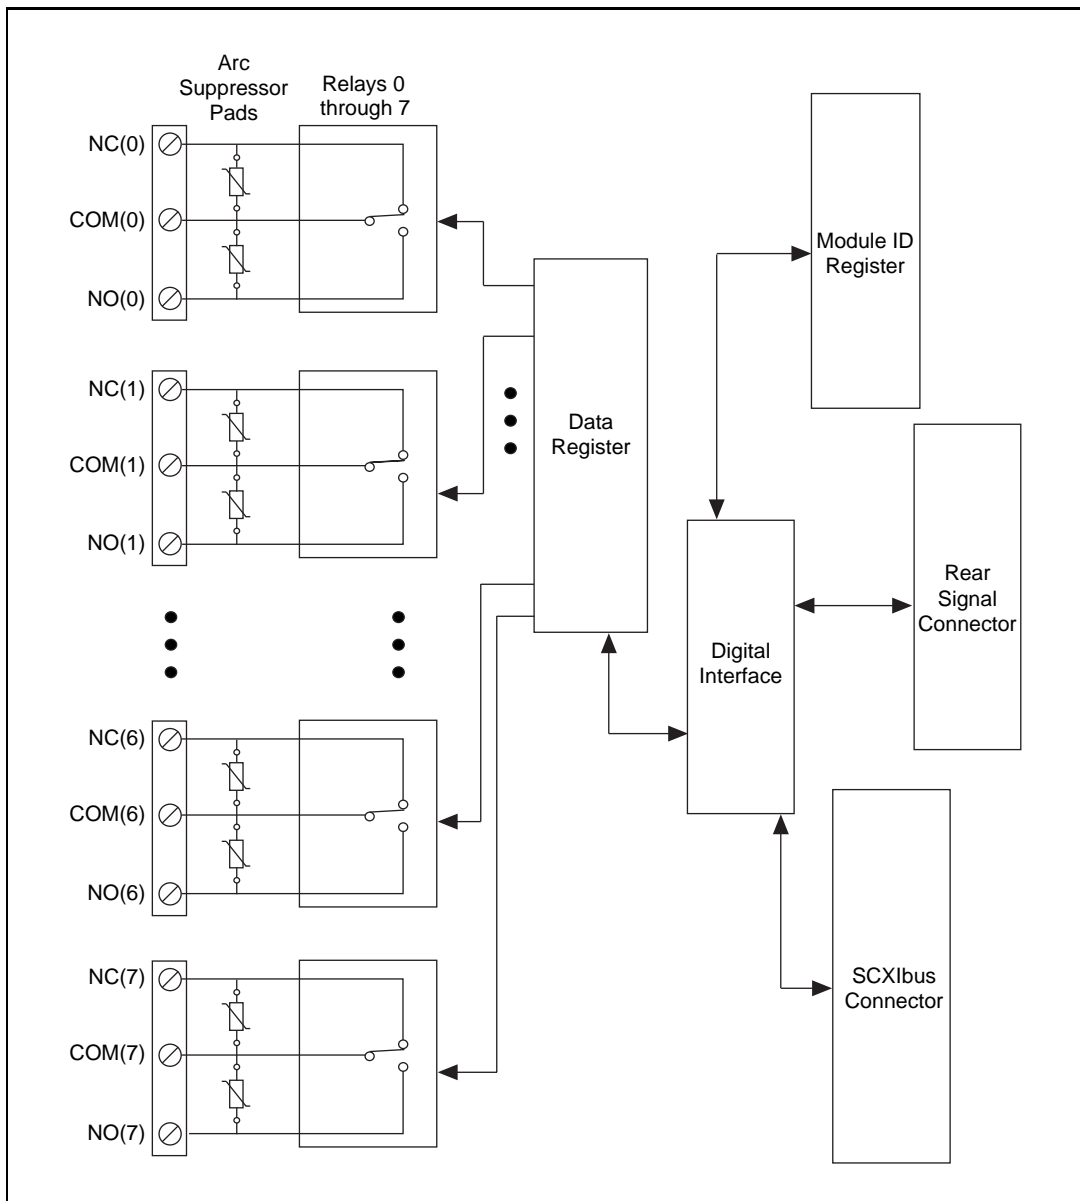 Arc
Suppressor
Pads
Relays 0
through 7
NC(0)
COM(0)
NO(0)
NC(1)
COM(1)
NO(1)
NC(6)
COM(6)
NO(6)
NC(7)
COM(7)
NO(7)
Data
Register
Module ID
Register
Digital
Interface
Rear
Signal
Connector
SCXIbus
Connector